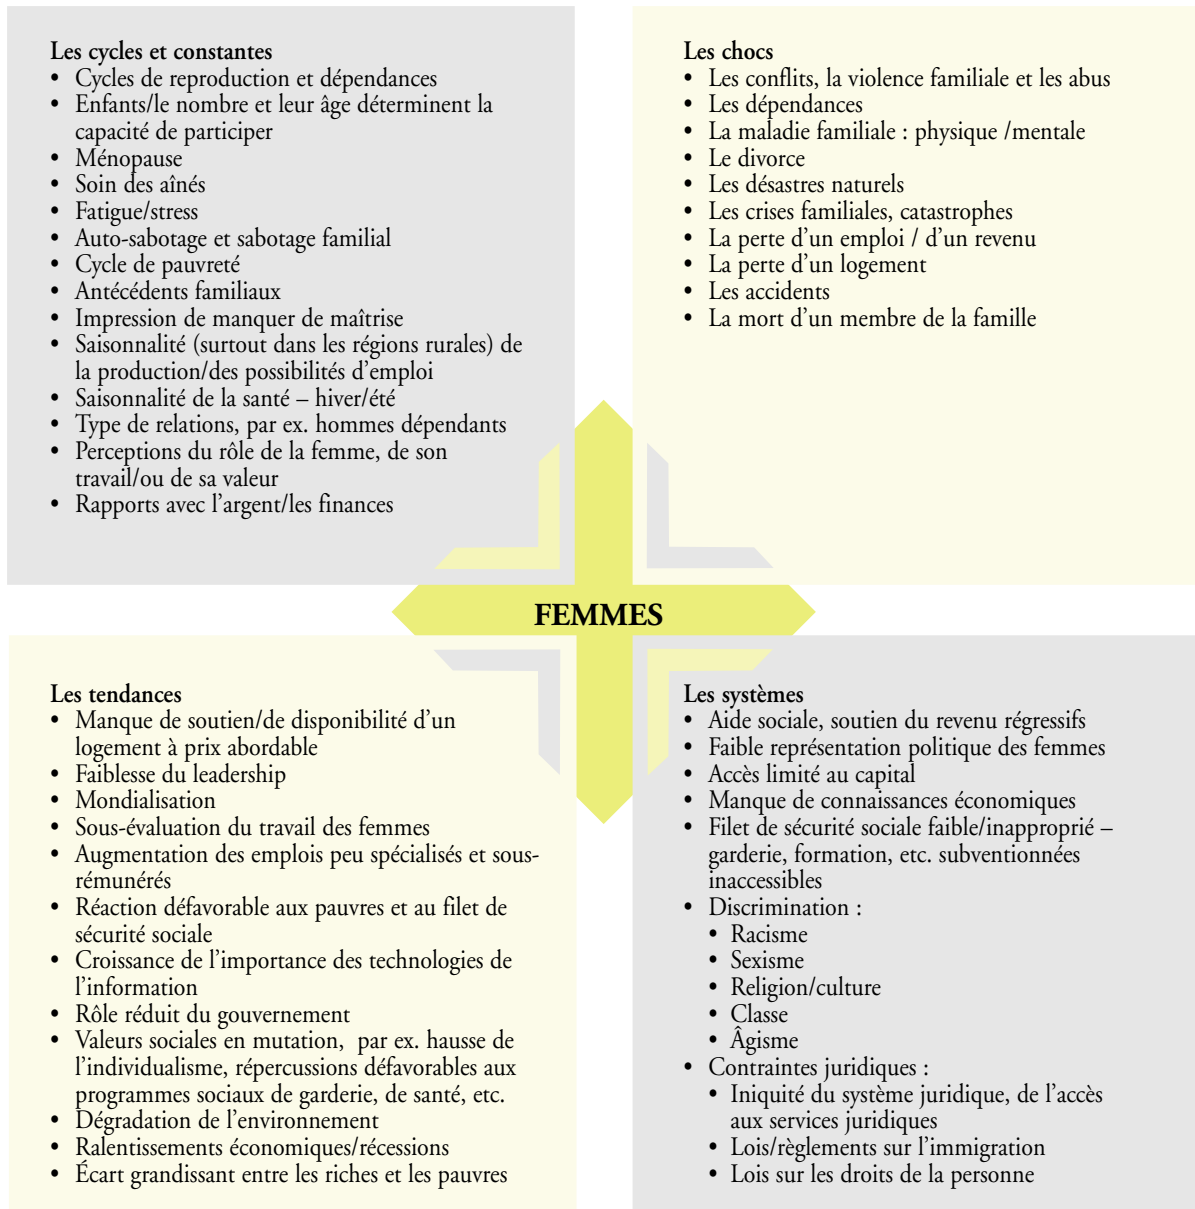 Les cycles et constantes
• Cycles de reproduction et dépendances
• Enfants/le nombre et leur âge déterminent la
capacité de participer
• Ménopause
• Soin des aînés
• Fatigue/stress
• Auto-sabotage et sabotage familial
• Cycle de pauvreté
• Antécédents familiaux
• Impression de manquer de maîtrise
• Saisonnalité (surtout dans les régions rurales) de
la production/des possibilités d’emploi
• Saisonnalité de la santé – hiver/été
• Type de relations, par ex. hommes dépendants
• Perceptions du rôle de la femme, de son
travail/ou de sa valeur
• Rapports avec l’argent/les finances
Les chocs
• Les conflits, la violence familiale et les abus
• Les dépendances
• La maladie familiale : physique /mentale
• Le divorce
• Les désastres naturels
• Les crises familiales, catastrophes
• La perte d’un emploi / d’un revenu
• La perte d’un logement
• Les accidents
• La mort d’un membre de la famille
FEMMES
Les tendances
• Manque de soutien/de disponibilité d’un
logement à prix abordable
• Faiblesse du leadership
• Mondialisation
• Sous-évaluation du travail des femmes
• Augmentation des emplois peu spécialisés et sous-
rémunérés
• Réaction défavorable aux pauvres et au filet de
sécurité sociale
• Croissance de l’importance des technologies de
l’information
• Rôle réduit du gouvernement
• Valeurs sociales en mutation, par ex. hausse de
l’individualisme, répercussions défavorables aux
programmes sociaux de garderie, de santé, etc.
• Dégradation de l’environnement
• Ralentissements économiques/récessions
• Écart grandissant entre les riches et les pauvres
Les systèmes
• Aide sociale, soutien du revenu régressifs
• Faible représentation politique des femmes
• Accès limité au capital
• Manque de connaissances économiques
• Filet de sécurité sociale faible/inapproprié –
garderie, formation, etc. subventionnées
inaccessibles
• Discrimination :
• Racisme
• Sexisme
• Religion/culture
• Classe
• Âgisme
• Contraintes juridiques :
• Iniquité du système juridique, de l’accès
aux services juridiques
• Lois/règlements sur l’immigration
• Lois sur les droits de la personne